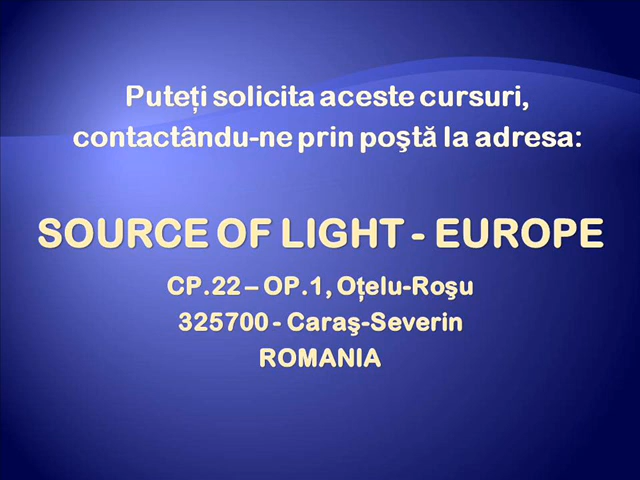 Puteți solicita aceste cursuri,
contactându-ne prin poştă la adresa:
SOURCE OF LIGHT - EUROPE
CP.22 – OP.1, Oțelu-Roşu
325700 - Caraş-Severin
ROMANIA